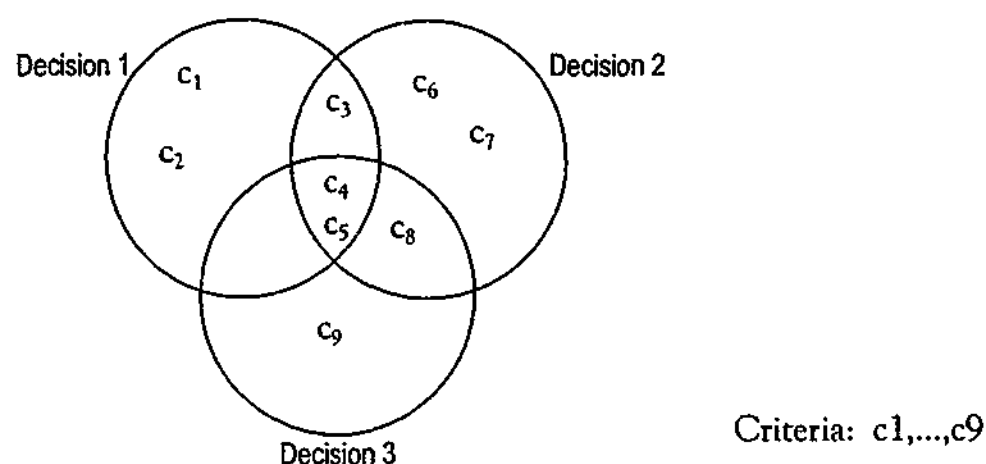 Decision 1
Decision 2
c₁
c₂
c₃
c₆
c₇
c₄
c₅
c₈
c₉
Decision 3
Criteria: c1,...,c9